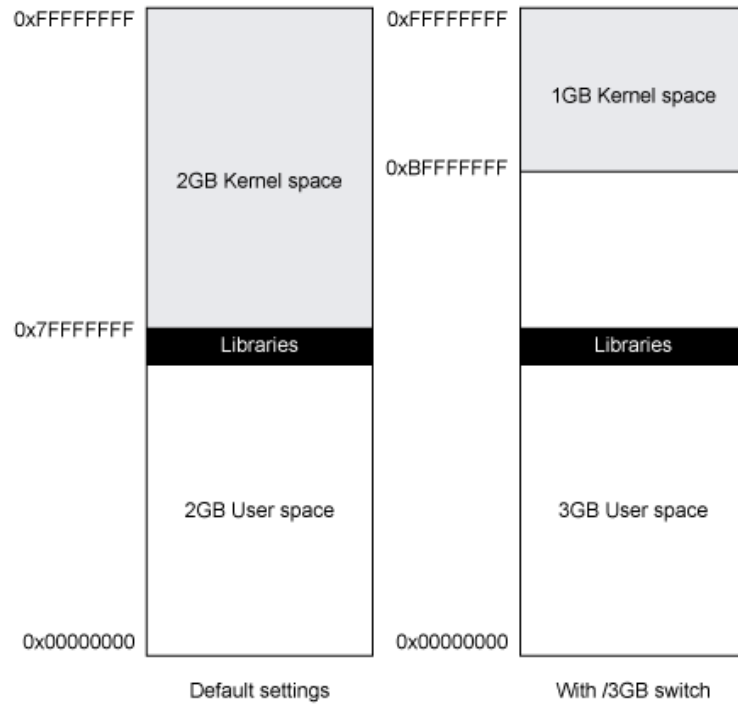 0xFFFFFFFF
2GB Kernel space
0x7FFFFFFF
Libraries
2GB User space
0x00000000
Default settings
0xFFFFFFFF
1GB Kernel space
0xBFFFFFFF
Libraries
3GB User space
0x00000000
With /3GB switch